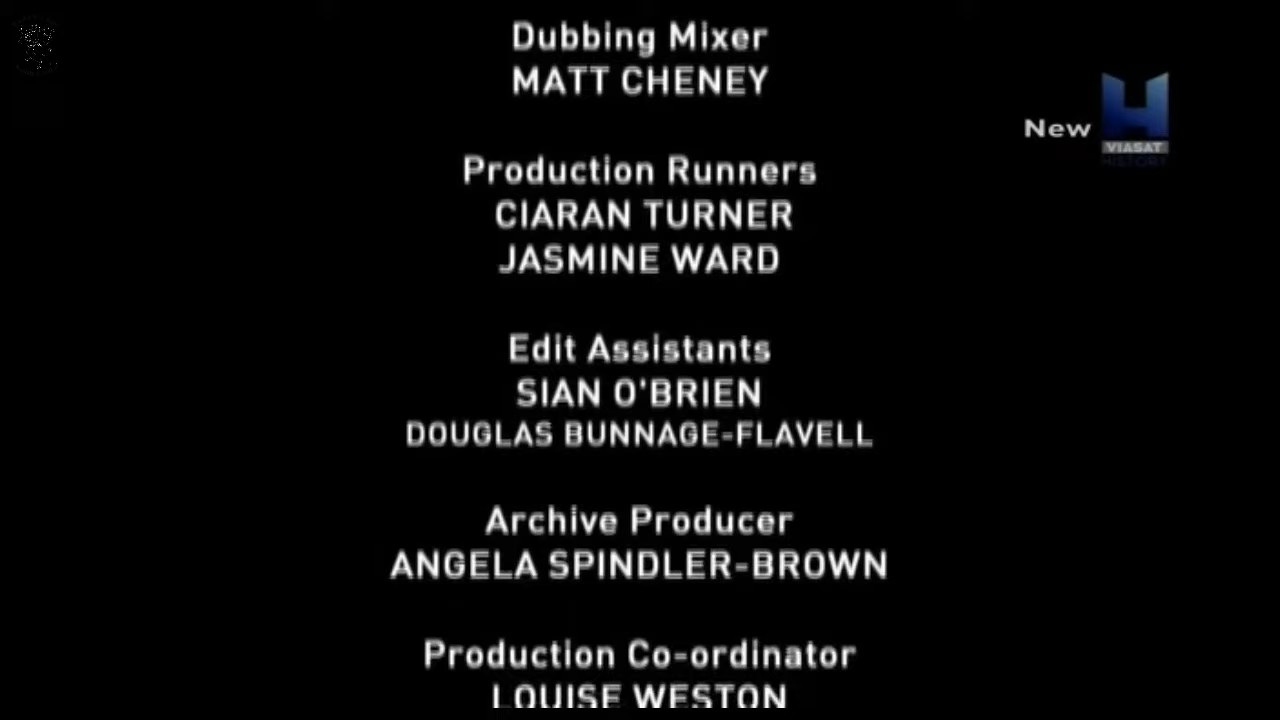 Dubbing Mixer
MATT CHENEY
New
VIASAT
HISTORY
Production Runners
CIARAN TURNER
JASMINE WARD
Edit Assistants
SIAN O'BRIEN
DOUGLAS BUNNAGE-FLAVELL
Archive Producer
ANGELA SPINDLER-BROWN
Production Co-ordinator
LOUISE WESTON